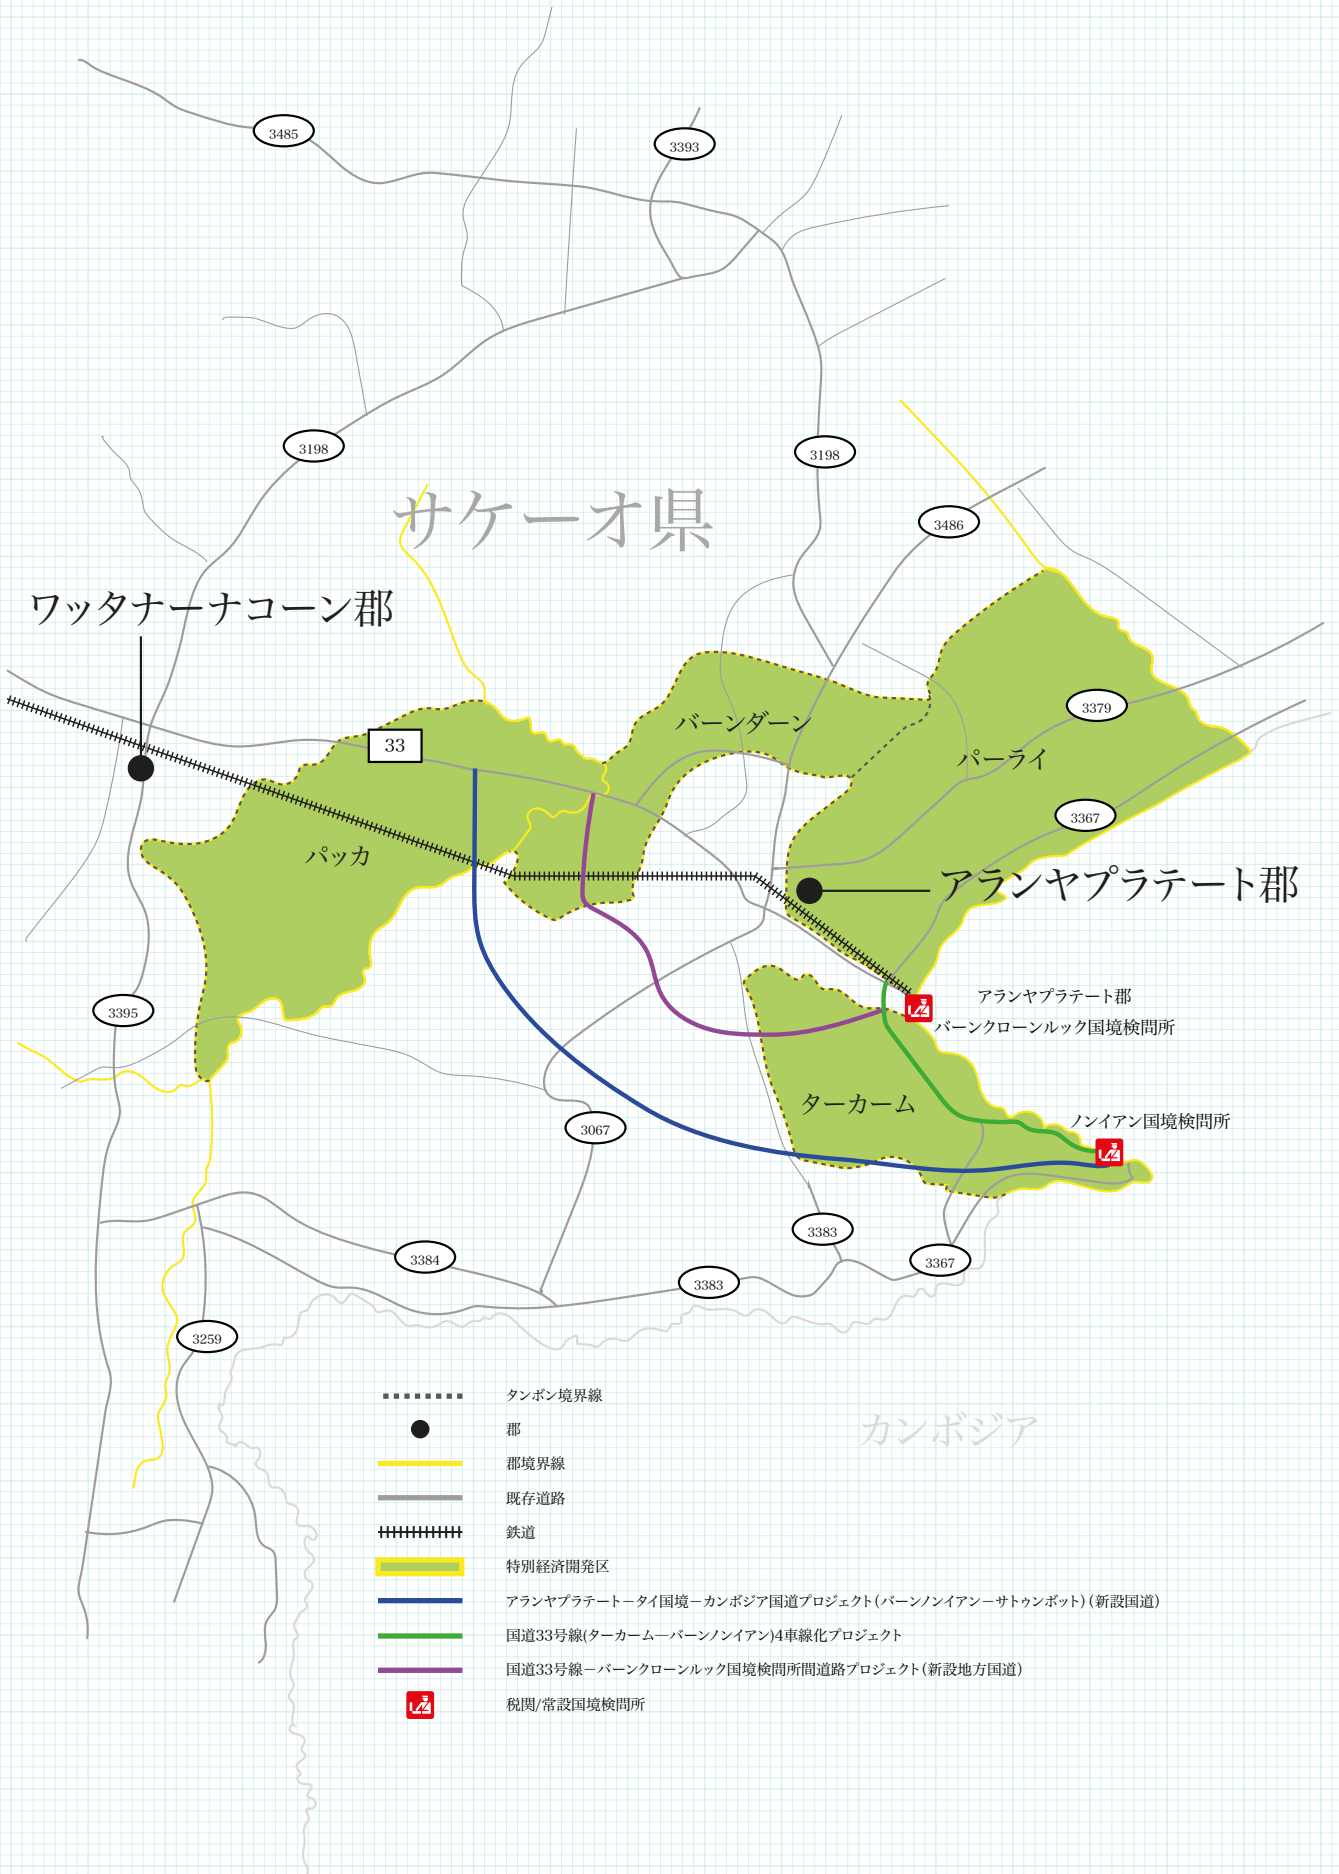 3485
3393
3198
3198
サケーオ県
3486
ワッタナーナコーン郡
3379
バーンダーン
33
パーライ
3367
パッカ
アランヤプラテート郡
アランヤプラテート郡
バーンクローンルック国境検問所
3395
ターカーム
ノンイアン国境検問所
3067
3383
3384
3367
3383
3259
カンボジア
タンボン境界線
郡
郡境界線
既存道路
鉄道
特別経済開発区
アランヤプラテート－タイ国境－カンボジア国道プロジェクト（バーンノンイアン－サトゥンボット）（新設国道）
国道33号線(ターカーム―バーンノンイアン)4車線化プロジェクト
国道33号線－バーンクローンルック国境検問所間道路プロジェクト（新設地方国道）
税関/常設国境検問所